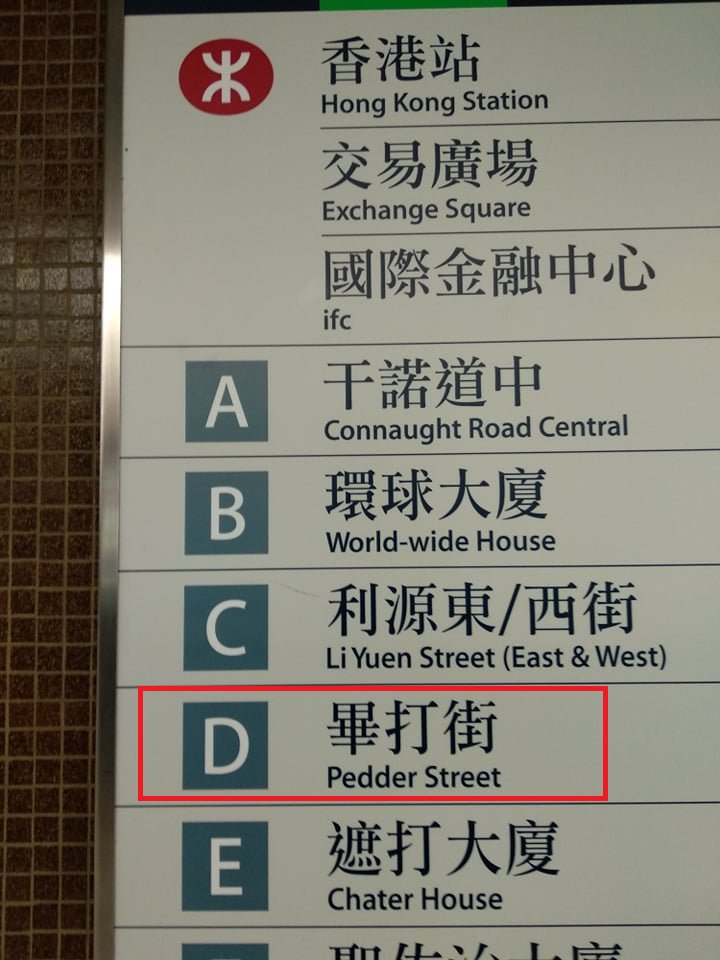 香港站
Hong Kong Station
交易廣場
Exchange Square
國際金融中心
ifc
A
干諾道中
Connaught Road Central
B
環球大廈
World-wide House
C
利源東/西街
Li Yuen Street (East & West)
D
畢打街
Pedder Street
E
遮打大廈
Chater House